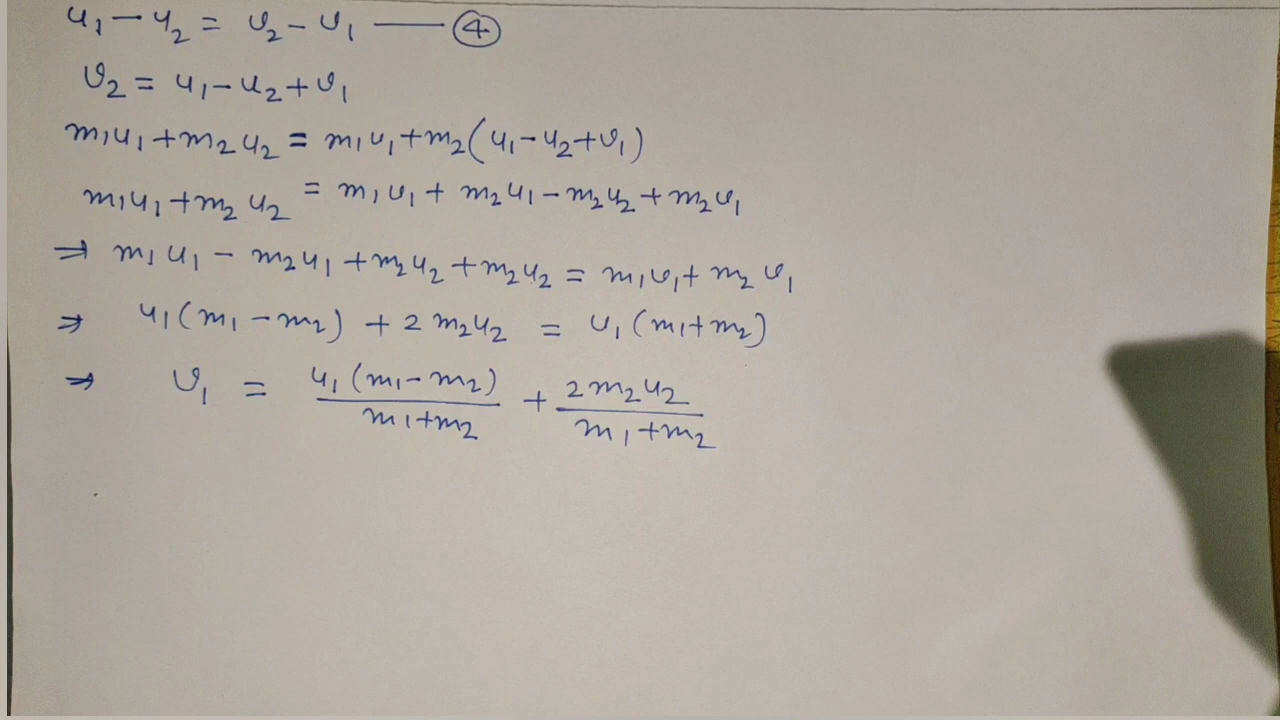 u₁ - u₂ = v₂ - v₁ —— ④
v₂ = u₁ - u₂ + v₁
m₁u₁ + m₂u₂ = m₁v₁ + m₂(u₁ - u₂ + v₁)
m₁u₁ + m₂u₂ = m₁v₁ + m₂u₁ - m₂u₂ + m₂v₁
⇒ m₁u₁ - m₂u₁ + m₂u₂ + m₂u₂ = m₁v₁ + m₂v₁
⇒ u₁(m₁ - m₂) + 2m₂u₂ = v₁(m₁ + m₂)
⇒ v₁ = u₁(m₁ - m₂)/(m₁ + m₂) + 2m₂u₂/(m₁ + m₂)